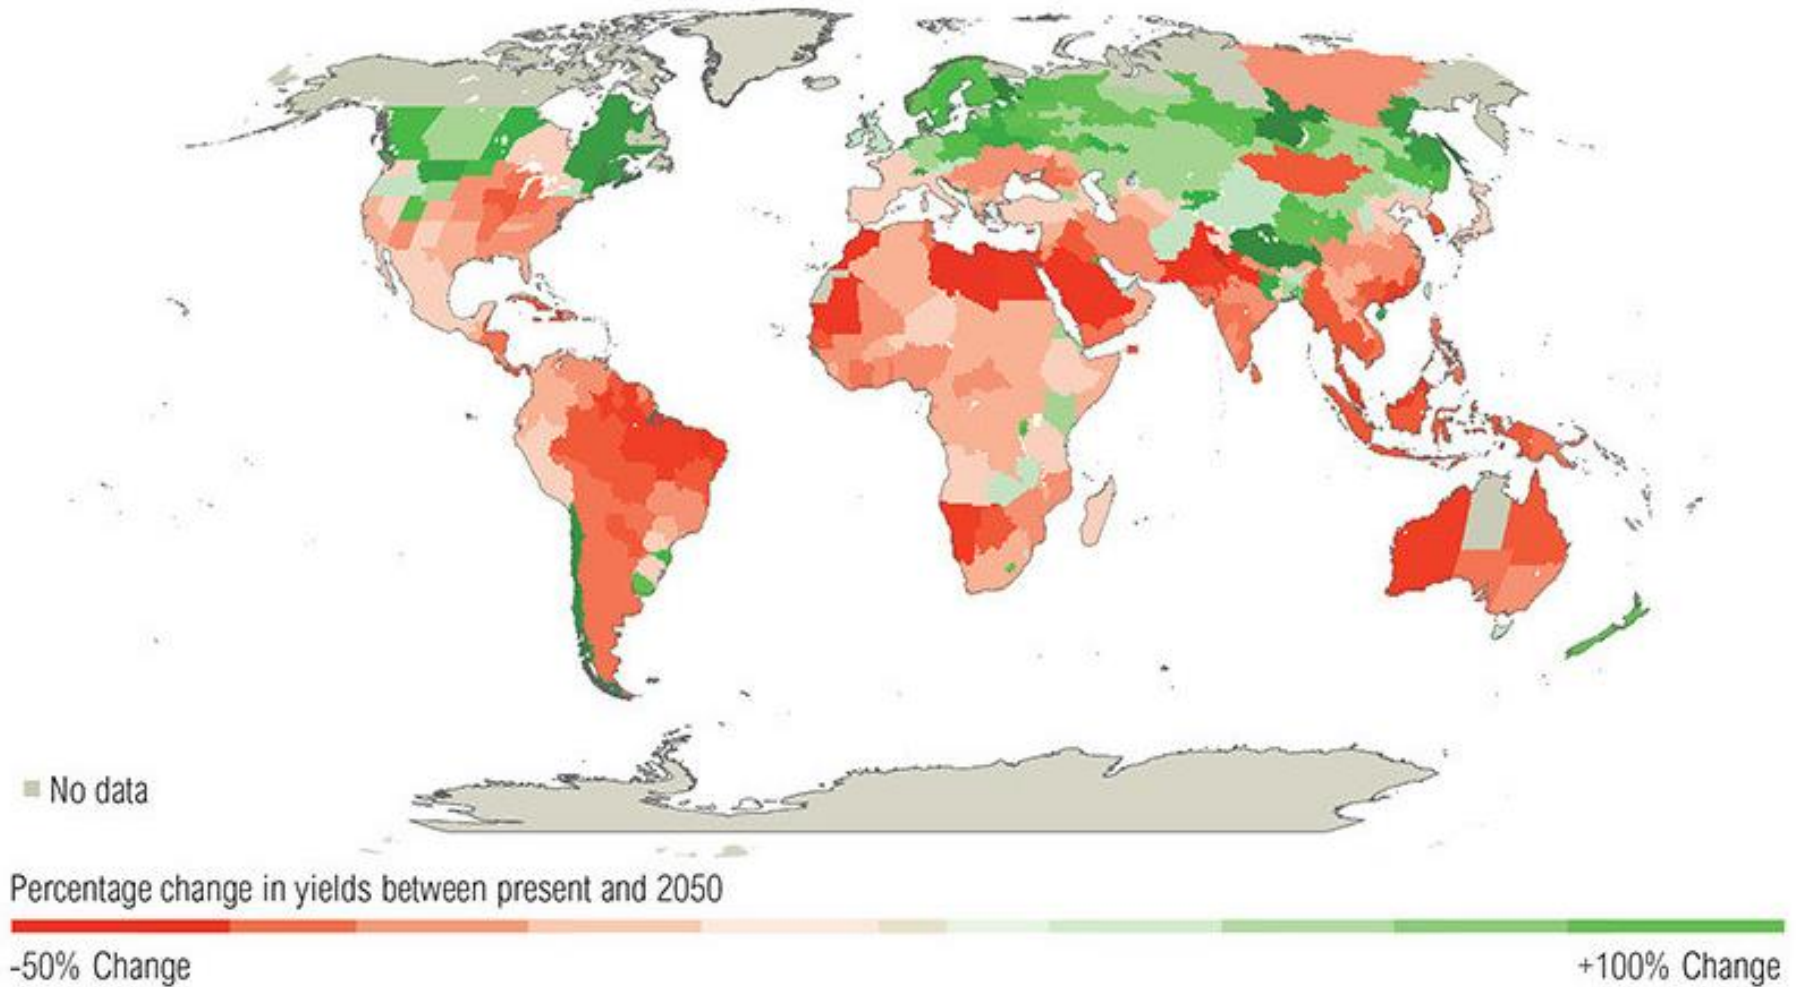 No data
Percentage change in yields between present and 2050
-50% Change
+100% Change